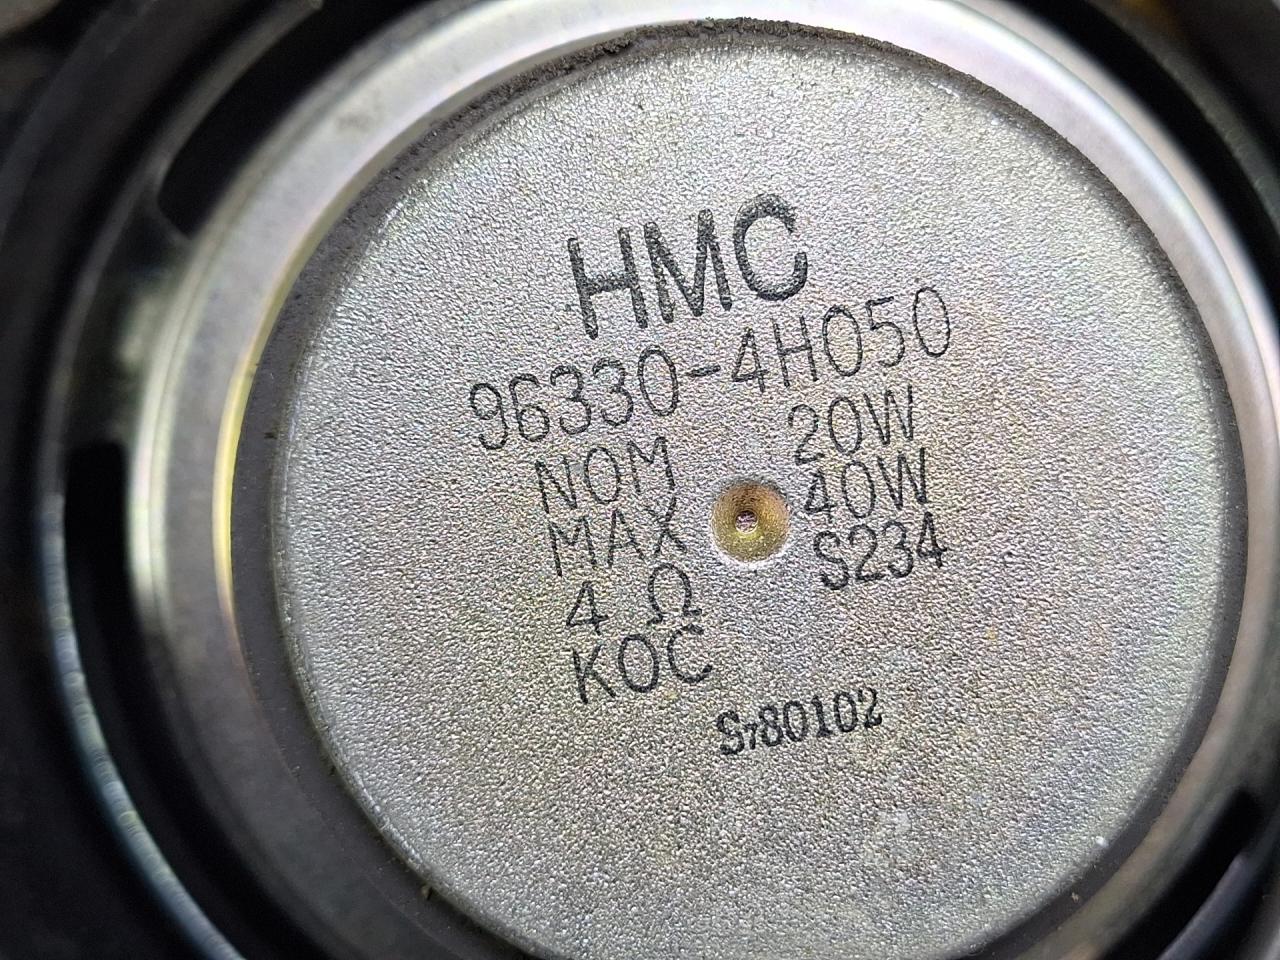 HMC
96330-4H050
NOM 20W
MAX 40W
4 Ω S234
KOC
S780102